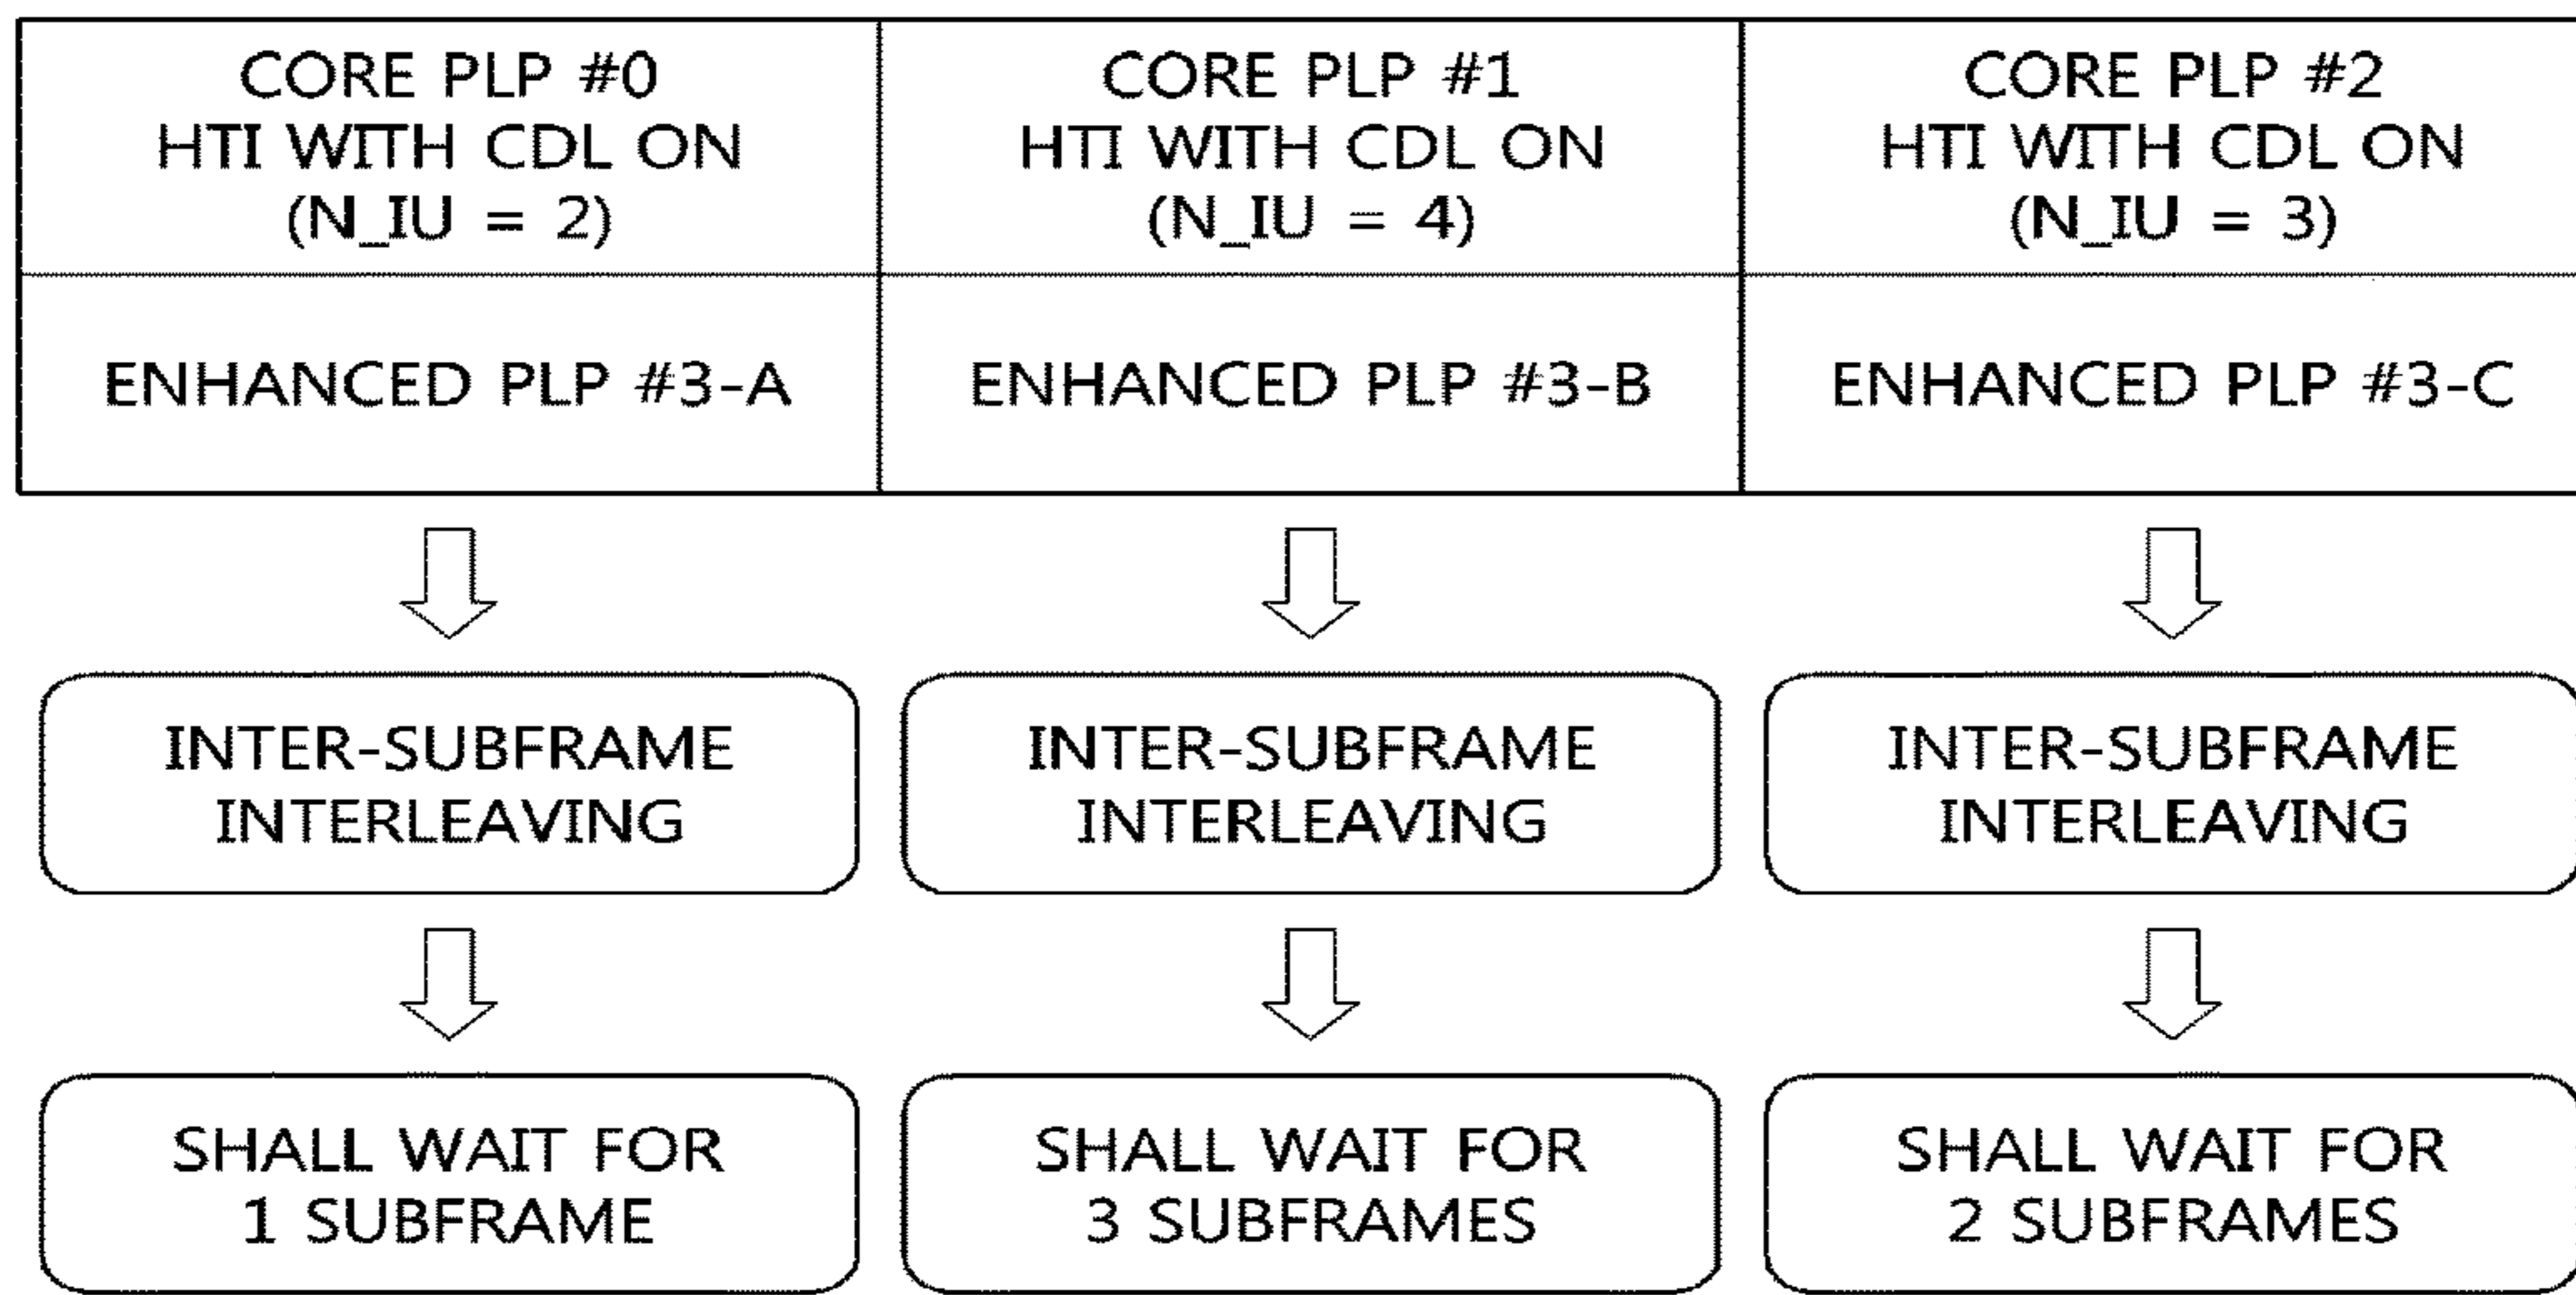 CORE PLP #0
HTI WITH CDL ON
(N_IU = 2)
CORE PLP #1
HTI WITH CDL ON
(N_IU = 4)
CORE PLP #2
HTI WITH CDL ON
(N_IU = 3)
ENHANCED PLP #3-A
ENHANCED PLP #3-B
ENHANCED PLP #3-C
INTER-SUBFRAME
INTERLEAVING
INTER-SUBFRAME
INTERLEAVING
INTER-SUBFRAME
INTERLEAVING
SHALL WAIT FOR
1 SUBFRAME
SHALL WAIT FOR
3 SUBFRAMES
SHALL WAIT FOR
2 SUBFRAMES